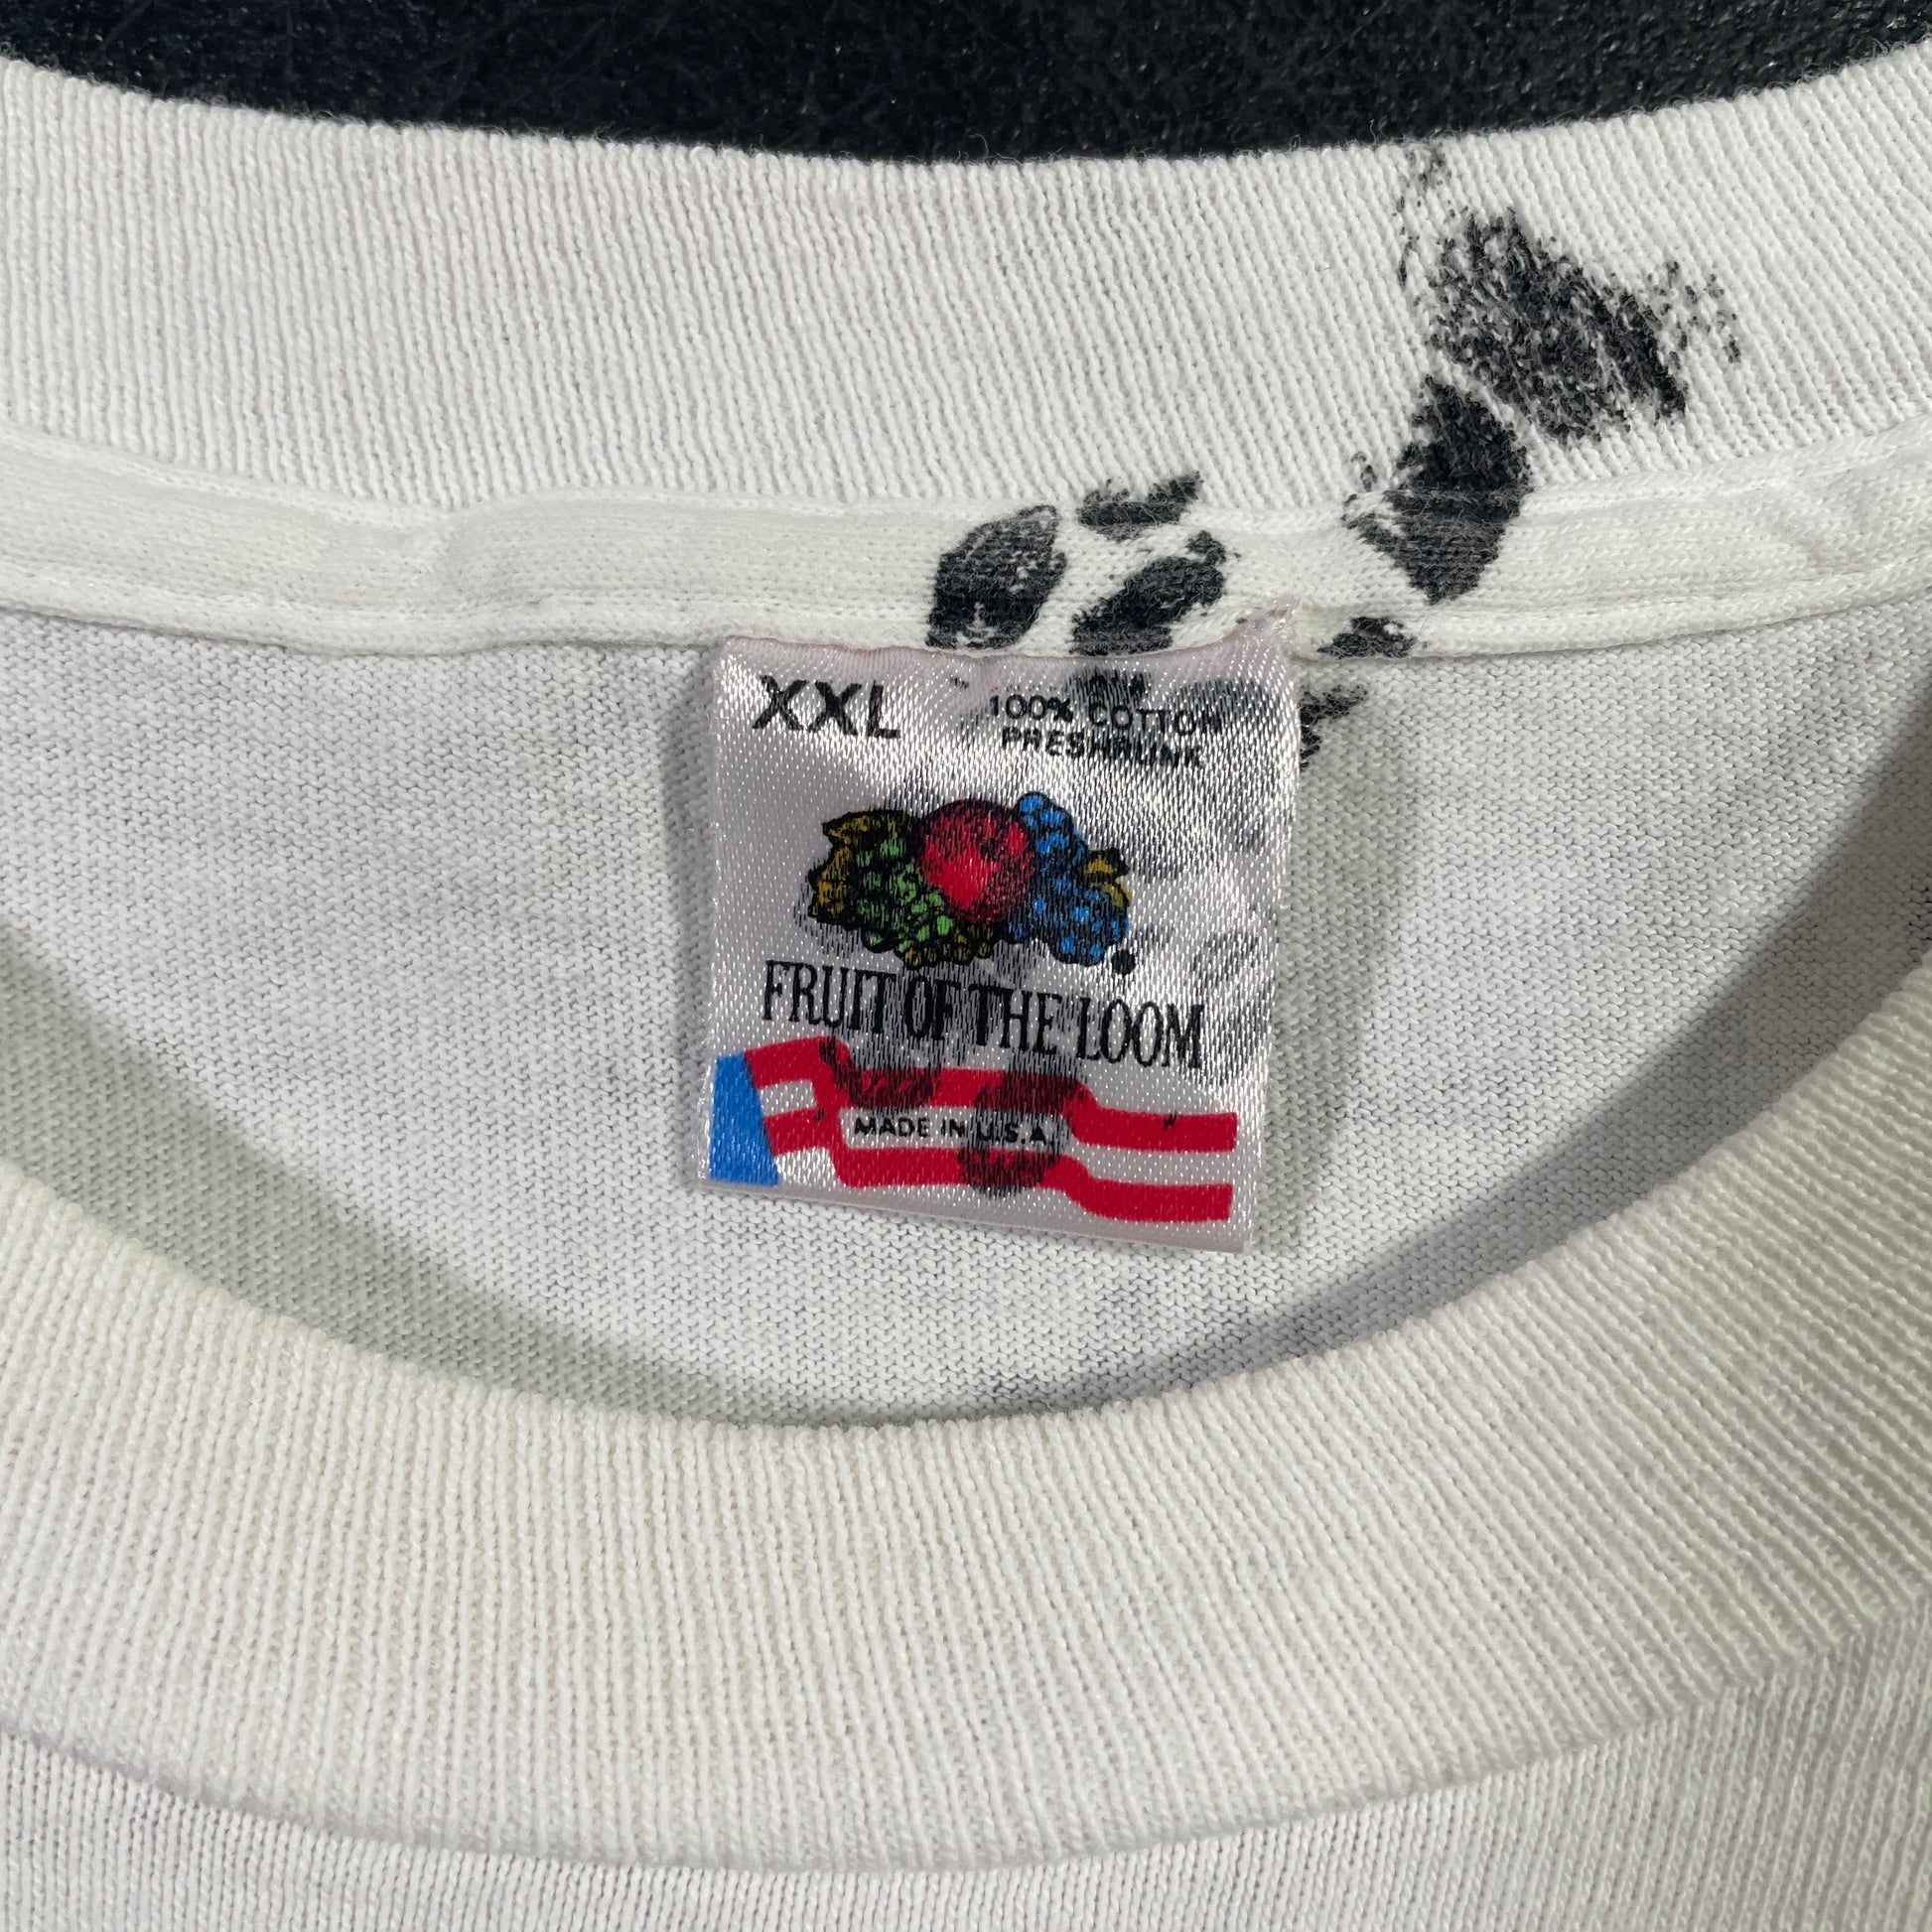 XXL
100% COTTON
PRESHRUNK
FRUIT OF THE LOOM
MADE IN U.S.A.